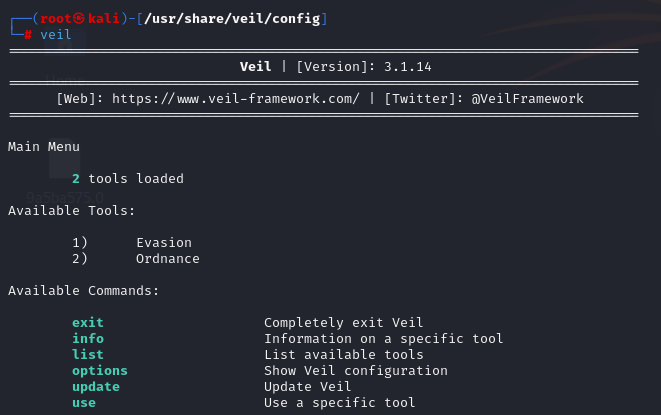 ┌──(root㉿kali)-[/usr/share/veil/config]
└─# veil
===============================================================================
Veil | [Version]: 3.1.14
===============================================================================
[Web]: https://www.veil-framework.com/ | [Twitter]: @VeilFramework
===============================================================================
Main Menu
2 tools loaded
Available Tools:
1) Evasion
2) Ordnance
Available Commands:
exit Completely exit Veil
info Information on a specific tool
list List available tools
options Show Veil configuration
update Update Veil
use Use a specific tool